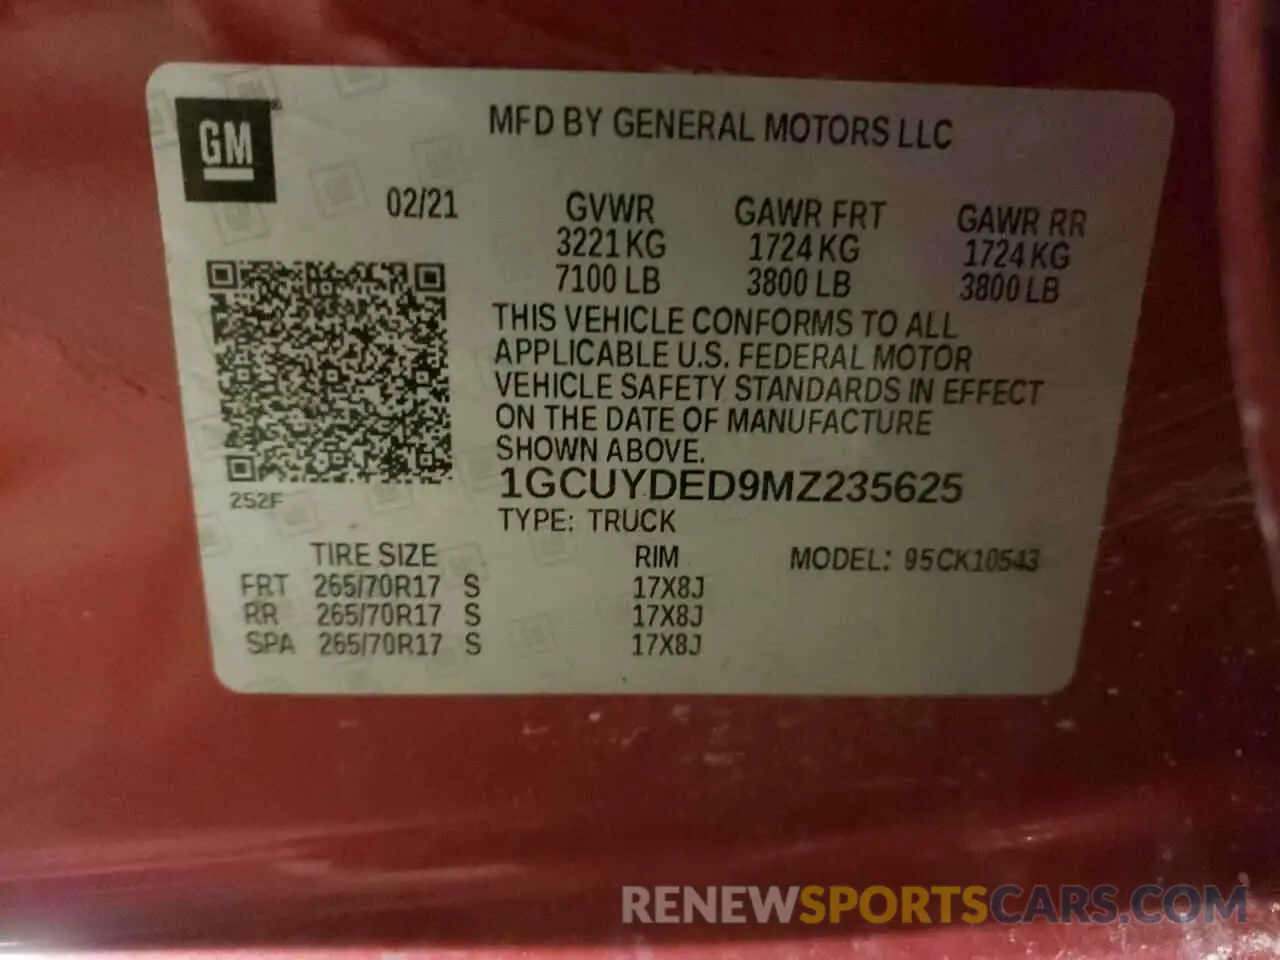 GM
MFD BY GENERAL MOTORS LLC
02/21
GVWR GAWR FRT GAWR RR
3221 KG 1724 KG 1724 KG
7100 LB 3800 LB 3800 LB
THIS VEHICLE CONFORMS TO ALL
APPLICABLE U.S. FEDERAL MOTOR
VEHICLE SAFETY STANDARDS IN EFFECT
ON THE DATE OF MANUFACTURE
SHOWN ABOVE.
1GCUYDED9MZ235625
252F
TYPE: TRUCK
TIRE SIZE RIM MODEL: 95CK10543
FRT 265/70R17 S 17X8J
RR 265/70R17 S 17X8J
SPA 265/70R17 S 17X8J
RENEWSPORTSCARS.COM